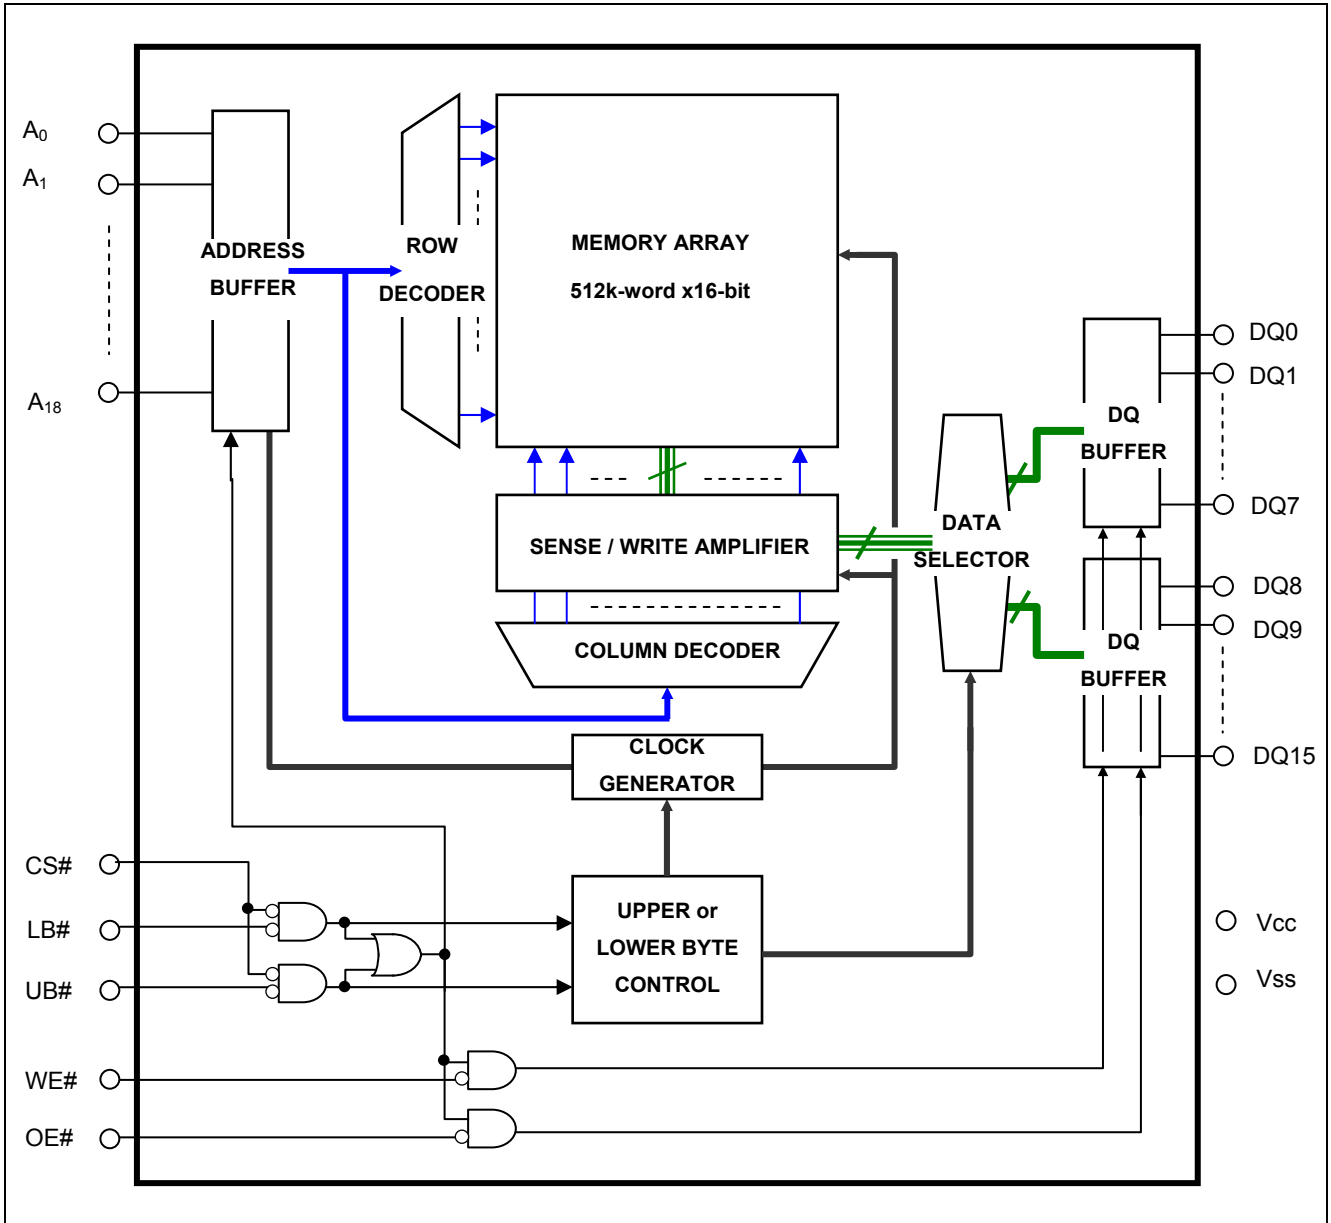 A0
A1
A18
ADDRESS
BUFFER
ROW
DECODER
MEMORY ARRAY
512k-word x16-bit
SENSE / WRITE AMPLIFIER
COLUMN DECODER
CLOCK
GENERATOR
DATA
SELECTOR
DQ
BUFFER
DQ
BUFFER
DQ0
DQ1
DQ7
DQ8
DQ9
DQ15
CS#
LB#
UB#
WE#
OE#
UPPER or
LOWER BYTE
CONTROL
Vcc
Vss